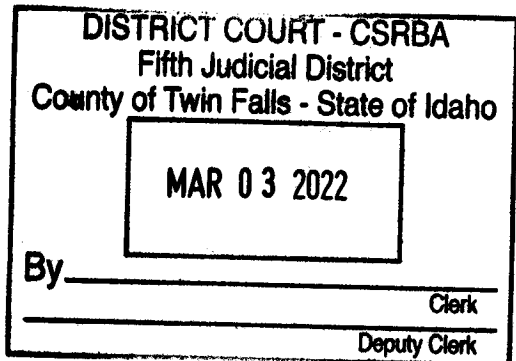 DISTRICT COURT - CSRBA
Fifth Judicial District
County of Twin Falls - State of Idaho
MAR 03 2022
By
Clerk
Deputy Clerk